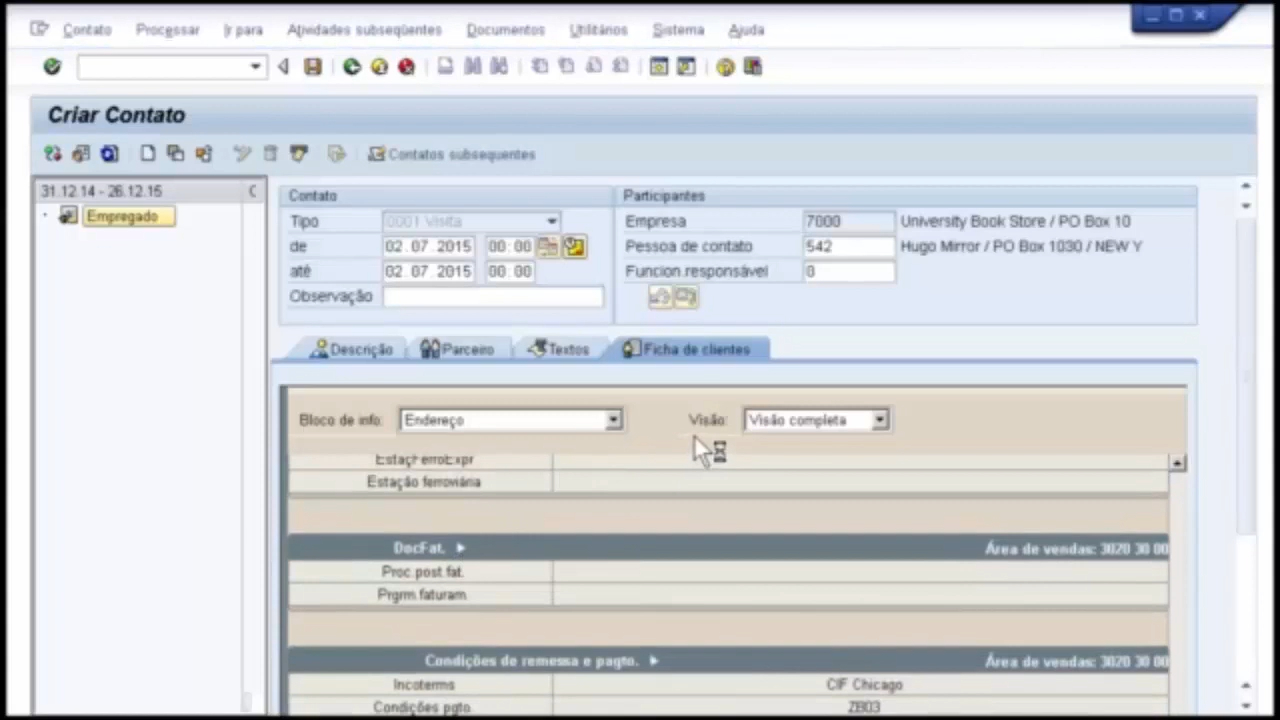 Contato Processar Ir para Atividades subseqüentes Documentos Utilitários Sistema Ajuda
Criar Contato
Contatos subsequentes
31.12.14 - 26.12.15 C
Empregado
Contato
Tipo 0001 Visita
de 02.07.2015 00:00
até 02.07.2015 00:00
Observação
Participantes
Empresa 7000 University Book Store / PO Box 10
Pessoa de contato 542 Hugo Mirror / PO Box 1030 / NEW Y
Funcion.responsável 0
Descrição Parceiro Textos Ficha de clientes
Bloco de info: Endereço Visão: Visão completa
EstaçFerroExpr
Estação ferroviária
DocFat. Área de vendas: 3020 30 00
Proc.post.fat.
Prgrm.faturam.
Condições de remessa e pagto. Área de vendas: 3020 30 00
Incoterms CIF Chicago
Condições pgto. ZB03